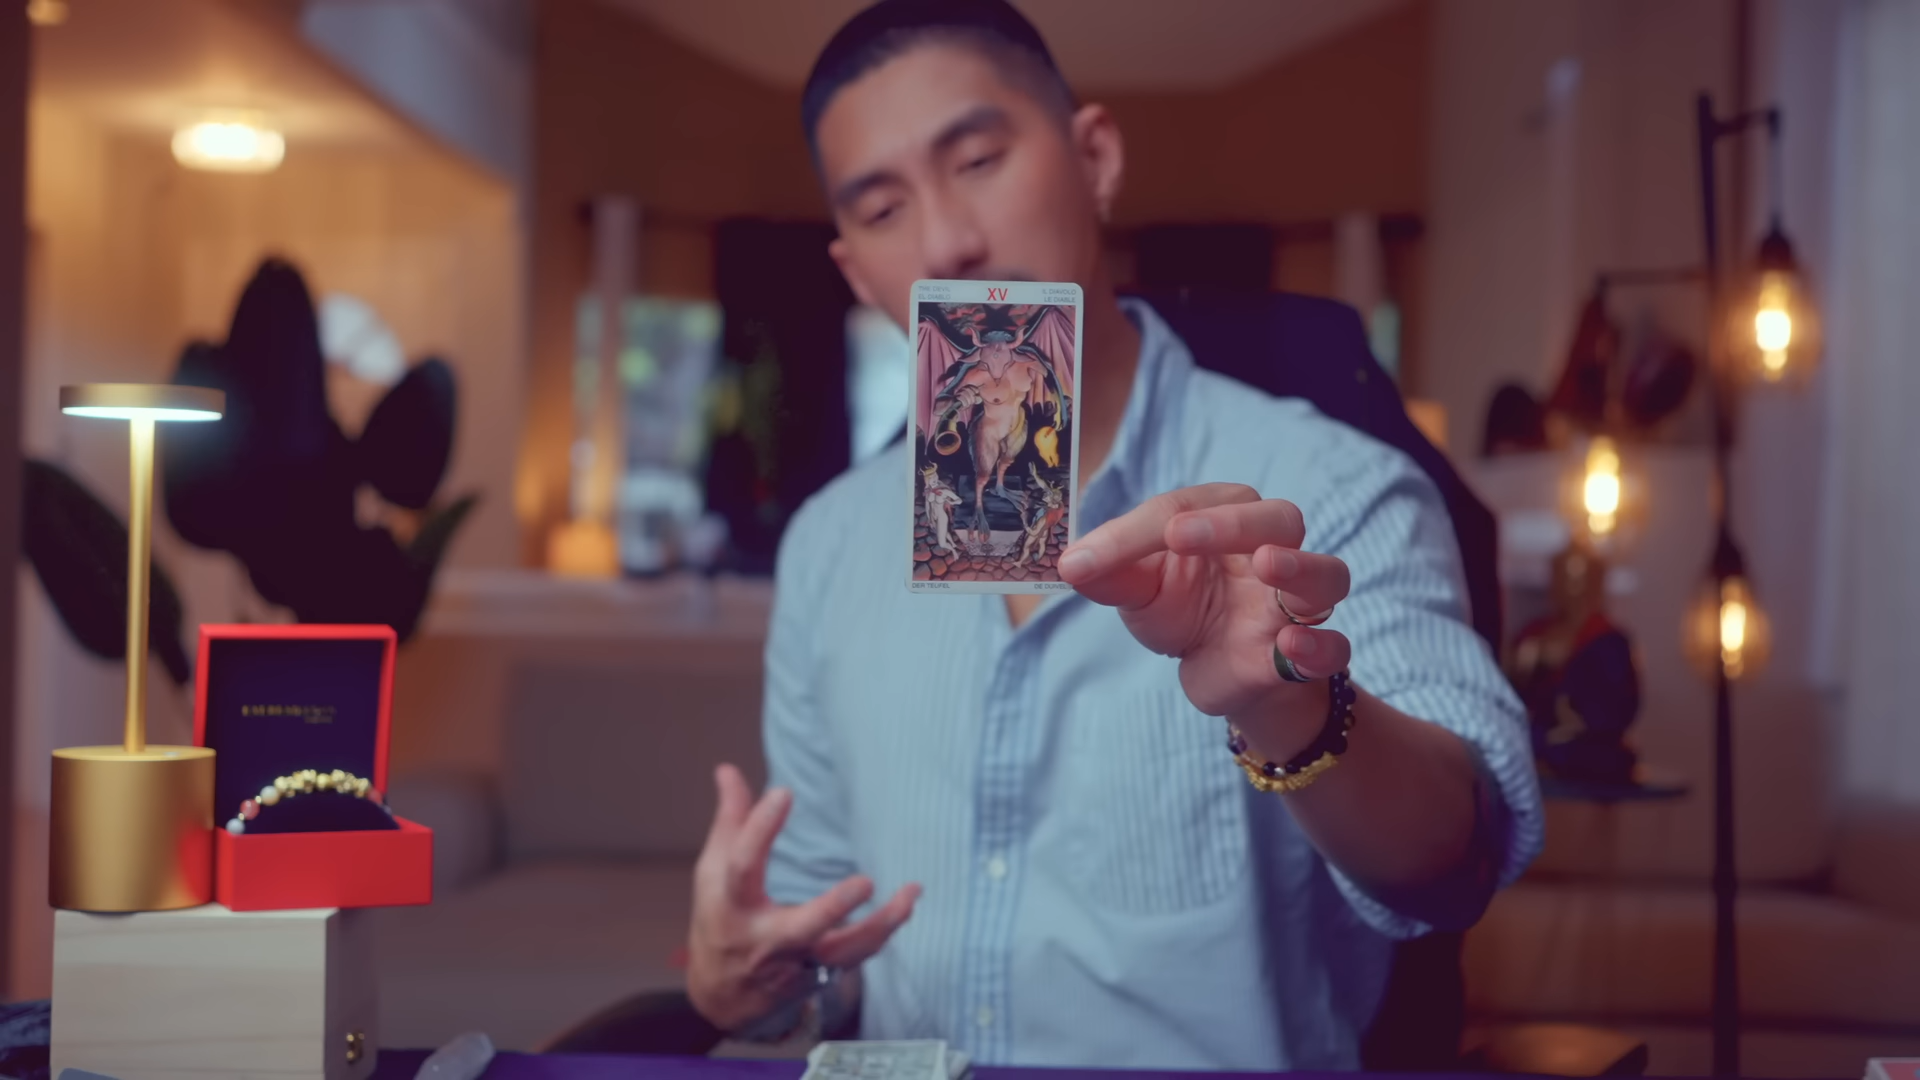 THE DEVIL
EL DIABLO
XV
IL DIAVOLO
LE DIABLE
DER TEUFEL
DE DUIVEL